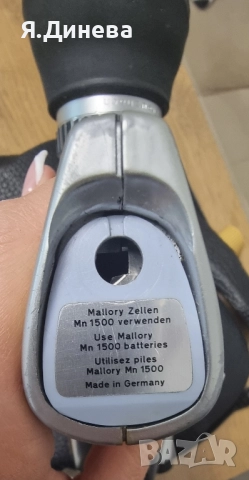 Я.Динева
Mallory Zellen
Mn 1500 verwenden
Use Mallory
Mn 1500 batteries
Utilisez piles
Mallory Mn 1500
Made in Germany
BAZAR